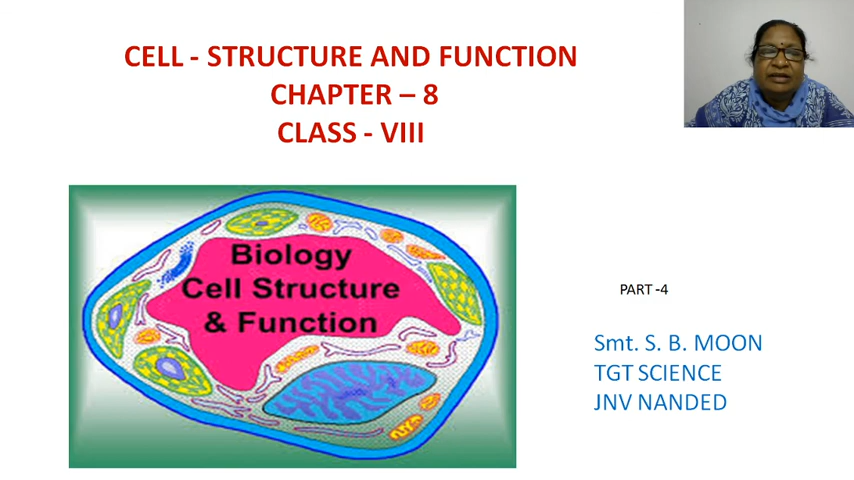 CELL - STRUCTURE AND FUNCTION
CHAPTER – 8
CLASS - VIII
Biology
Cell Structure
& Function
PART -4
Smt. S. B. MOON
TGT SCIENCE
JNV NANDED